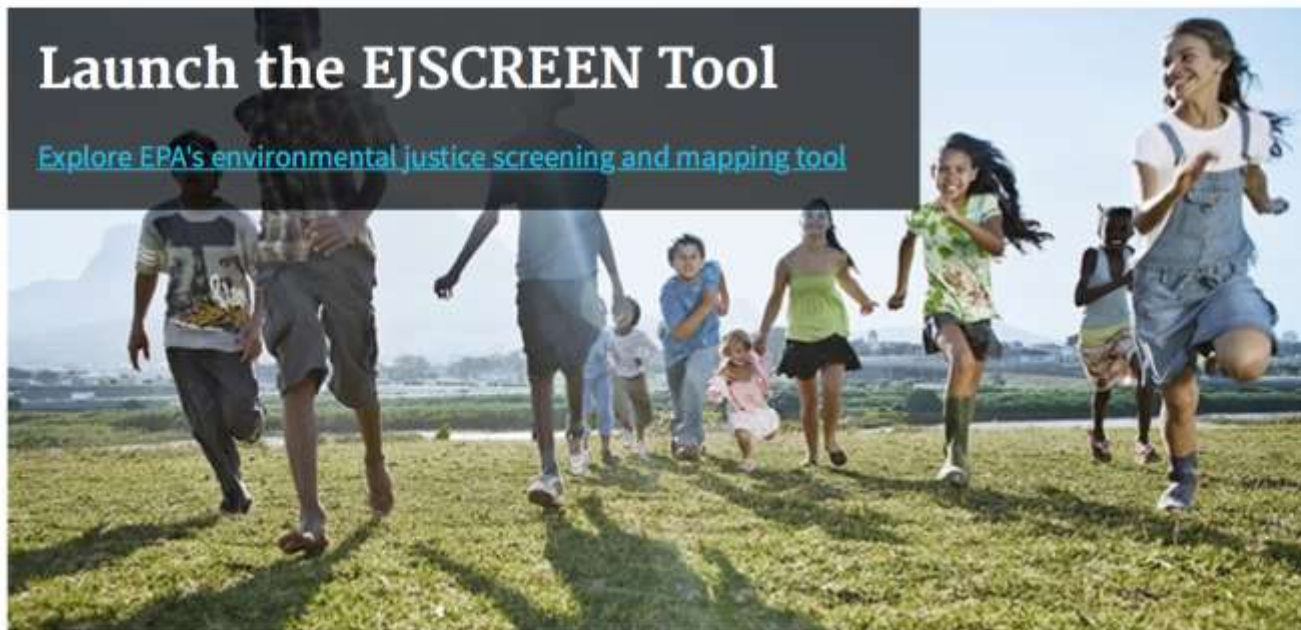 Launch the EJSCREEN Tool
Explore EPA's environmental justice screening and mapping tool